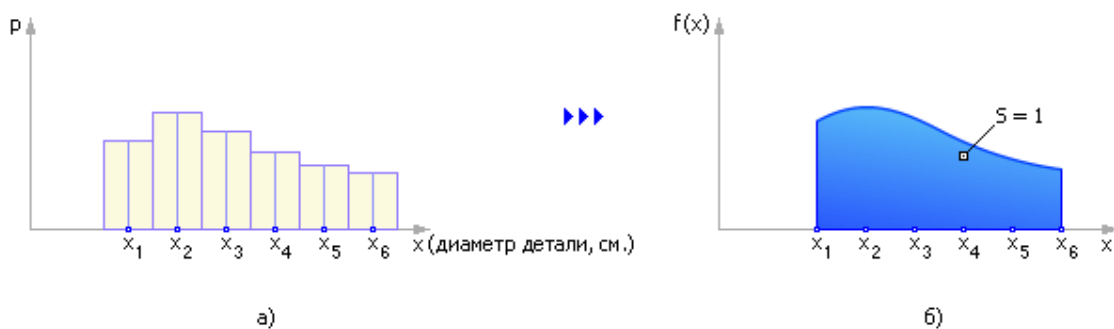 p
f(x)
S = 1
x₁ x₂ x₃ x₄ x₅ x₆ x (диаметр детали, см.)
x₁ x₂ x₃ x₄ x₅ x₆ x
а)
б)